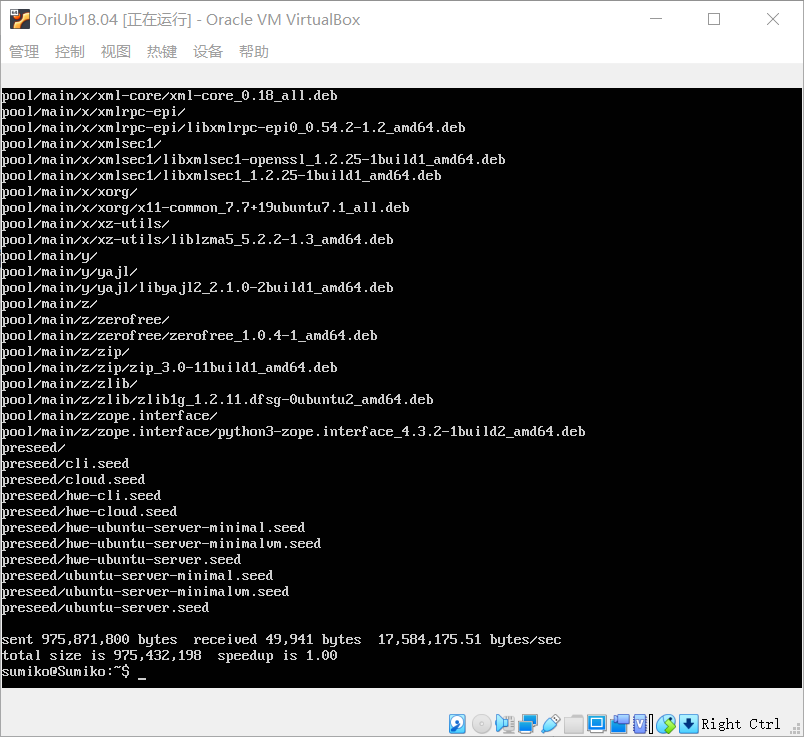 OriUb18.04 [正在运行] - Oracle VM VirtualBox
管理 控制 视图 热键 设备 帮助
pool/main/x/xml-core/xml-core_0.18_all.deb
pool/main/x/xmlrpc-epi/
pool/main/x/xmlrpc-epi/libxmlrpc-epi0_0.54.2-1.2_amd64.deb
pool/main/x/xmlsec1/
pool/main/x/xmlsec1/libxmlsec1-openssl_1.2.25-1build1_amd64.deb
pool/main/x/xmlsec1/libxmlsec1_1.2.25-1build1_amd64.deb
pool/main/x/xorg/
pool/main/x/xorg/x11-common_7.7+19ubuntu7.1_all.deb
pool/main/x/xz-utils/
pool/main/x/xz-utils/liblzma5_5.2.2-1.3_amd64.deb
pool/main/y/
pool/main/y/yajl/
pool/main/y/yajl/libyajl2_2.1.0-2build1_amd64.deb
pool/main/z/
pool/main/z/zerofree/
pool/main/z/zerofree/zerofree_1.0.4-1_amd64.deb
pool/main/z/zip/
pool/main/z/zip/zip_3.0-11build1_amd64.deb
pool/main/z/zlib/
pool/main/z/zlib/zlib1g_1.2.11.dfsg-0ubuntu2_amd64.deb
pool/main/z/zope.interface/
pool/main/z/zope.interface/python3-zope.interface_4.3.2-1build2_amd64.deb
preseed/
preseed/cli.seed
preseed/cloud.seed
preseed/hwe-cli.seed
preseed/hwe-cloud.seed
preseed/hwe-ubuntu-server-minimal.seed
preseed/hwe-ubuntu-server-minimalvm.seed
preseed/hwe-ubuntu-server.seed
preseed/ubuntu-server-minimal.seed
preseed/ubuntu-server-minimalvm.seed
preseed/ubuntu-server.seed
sent 975,871,800 bytes  received 49,941 bytes  17,584,175.51 bytes/sec
total size is 975,432,198  speedup is 1.00
sumiko@Sumiko:~$ _
Right Ctrl